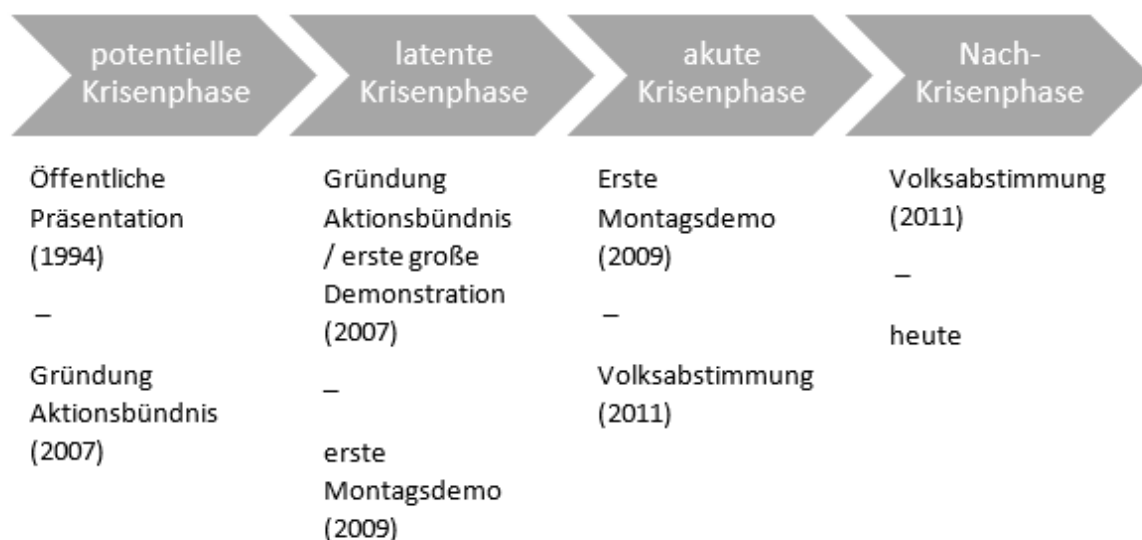 potentielle
Krisenphase
latente
Krisenphase
akute
Krisenphase
Nach-
Krisenphase
Öffentliche
Präsentation
(1994)
–
Gründung
Aktionsbündnis
(2007)
Gründung
Aktionsbündnis
/ erste große
Demonstration
(2007)
–
erste
Montagsdemo
(2009)
Erste
Montagsdemo
(2009)
–
Volksabstimmung
(2011)
Volksabstimmung
(2011)
–
heute